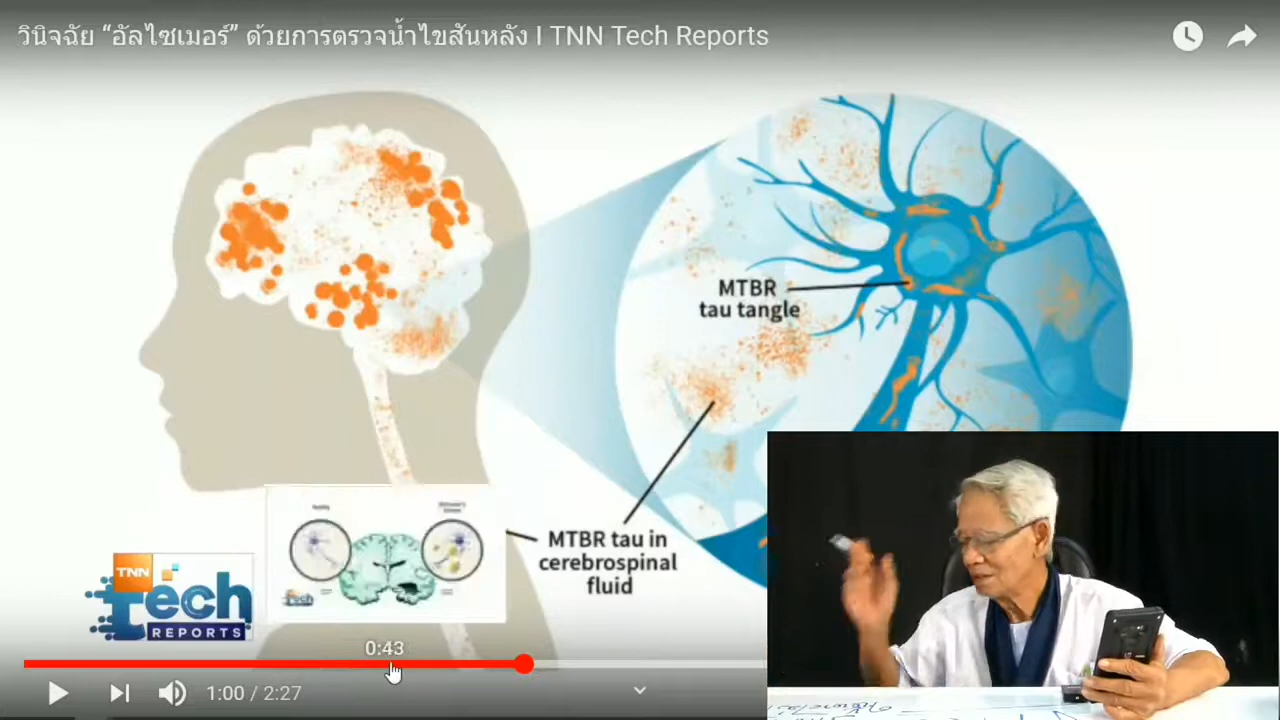 วินิจฉัย “อัลไซเมอร์” ด้วยการตรวจน้ำไขสันหลัง I TNN Tech Reports
MTBR
tau tangle
MTBR tau in
cerebrospinal
fluid
TNN
Tech
REPORTS
0:43
1:00 / 2:27